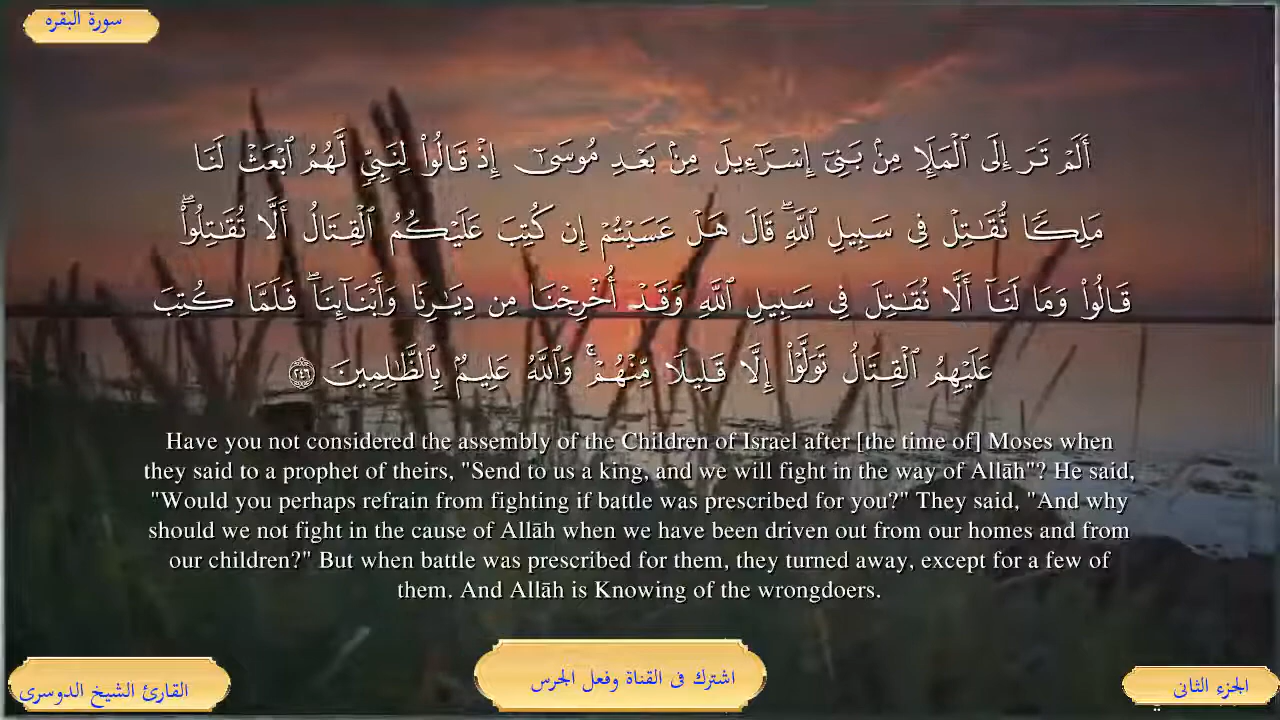 سورة البقره
أَلَمْ تَرَ إِلَى ٱلْمَلَإِ مِنۢ بَنِىٓ إِسْرَٰٓءِيلَ مِنۢ بَعْدِ مُوسَىٰٓ إِذْ قَالُوا۟ لِنَبِىٍّ لَّهُمُ ٱبْعَثْ لَنَا
مَلِكًا نُّقَٰتِلْ فِى سَبِيلِ ٱللَّهِ ۖ قَالَ هَلْ عَسَيْتُمْ إِن كُتِبَ عَلَيْكُمُ ٱلْقِتَالُ أَلَّا تُقَٰتِلُوا۟ ۖ
قَالُوا۟ وَمَا لَنَآ أَلَّا نُقَٰتِلَ فِى سَبِيلِ ٱللَّهِ وَقَدْ أُخْرِجْنَا مِن دِيَٰرِنَا وَأَبْنَآئِنَا ۖ فَلَمَّا كُتِبَ
عَلَيْهِمُ ٱلْقِتَالُ تَوَلَّوْا۟ إِلَّا قَلِيلًا مِّنْهُمْ ۗ وَٱللَّهُ عَلِيمٌۢ بِٱلظَّٰلِمِينَ ٢٤٦
Have you not considered the assembly of the Children of Israel after [the time of] Moses when
they said to a prophet of theirs, "Send to us a king, and we will fight in the way of Allāh"? He said,
"Would you perhaps refrain from fighting if battle was prescribed for you?" They said, "And why
should we not fight in the cause of Allāh when we have been driven out from our homes and from
our children?" But when battle was prescribed for them, they turned away, except for a few of
them. And Allāh is Knowing of the wrongdoers.
الجزء الثانى
اشترك فى القناة وفعل الجرس
القارئ الشيخ الدوسرى